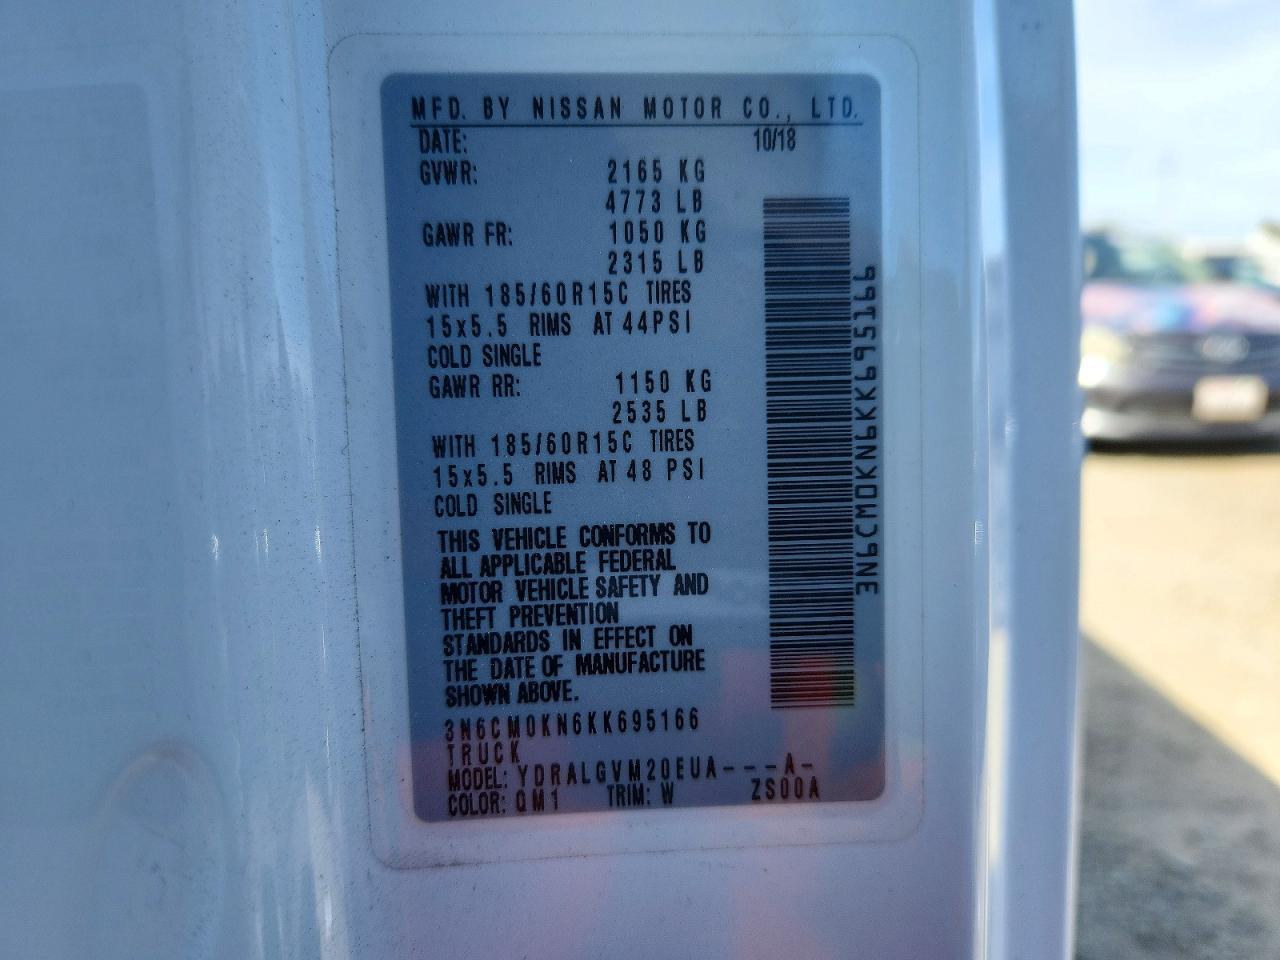 MFD. BY NISSAN MOTOR CO., LTD.
DATE: 10/18
GVWR: 2165 KG
4773 LB
GAWR FR: 1050 KG
2315 LB
WITH 185/60R15C TIRES
15x5.5 RIMS AT 44PSI
COLD SINGLE
GAWR RR: 1150 KG
2535 LB
WITH 185/60R15C TIRES
15x5.5 RIMS AT 48 PSI
COLD SINGLE
THIS VEHICLE CONFORMS TO
ALL APPLICABLE FEDERAL
MOTOR VEHICLE SAFETY AND
THEFT PREVENTION
STANDARDS IN EFFECT ON
THE DATE OF MANUFACTURE
SHOWN ABOVE.
3N6CM0KN6KK695166
TRUCK
MODEL: YDRALGVM20EUA---A-
COLOR: QM1 TRIM: W ZS00A
3N6CM0KN6KK695166